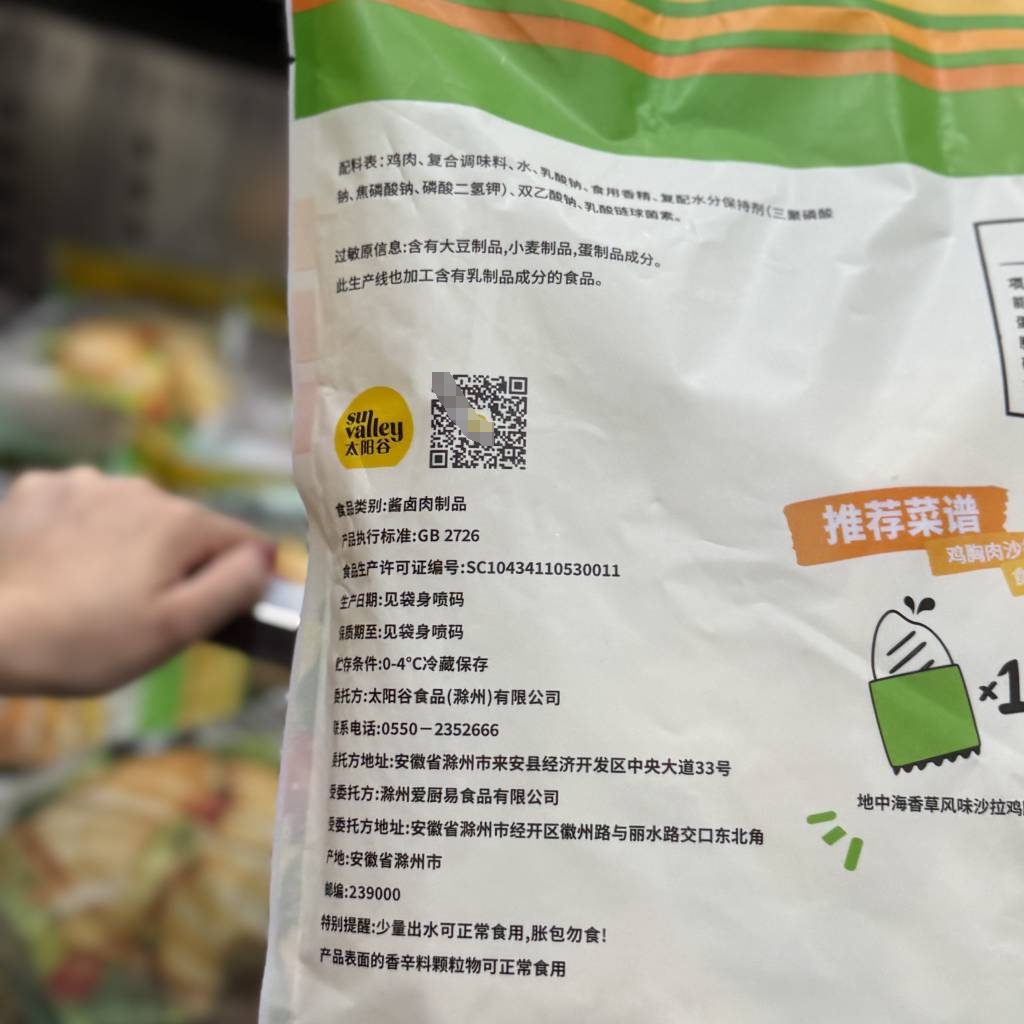 配料表:鸡肉、复合调味料、水、乳酸钠、食用香精、复配水分保持剂(三聚磷酸
钠、焦磷酸钠、磷酸二氢钾)、双乙酸钠、乳酸链球菌素。
过敏原信息:含有大豆制品,小麦制品,蛋制品成分。
此生产线也加工含有乳制品成分的食品。
sun
valley
太阳谷
食品类别:酱卤肉制品
产品执行标准:GB 2726
食品生产许可证编号:SC10434110530011
生产日期:见袋身喷码
保质期至:见袋身喷码
贮存条件:0-4℃冷藏保存
委托方:太阳谷食品(滁州)有限公司
联系电话:0550-2352666
委托方地址:安徽省滁州市来安县经济开发区中央大道33号
受委托方:滁州爱厨易食品有限公司
受委托方地址:安徽省滁州市经开区徽州路与丽水路交口东北角
产地:安徽省滁州市
邮编:239000
特别提醒:少量出水可正常食用,胀包勿食!
产品表面的香辛料颗粒物可正常食用
项
能
蛋
推荐菜谱
鸡胸肉沙
×1
地中海香草风味沙拉鸡